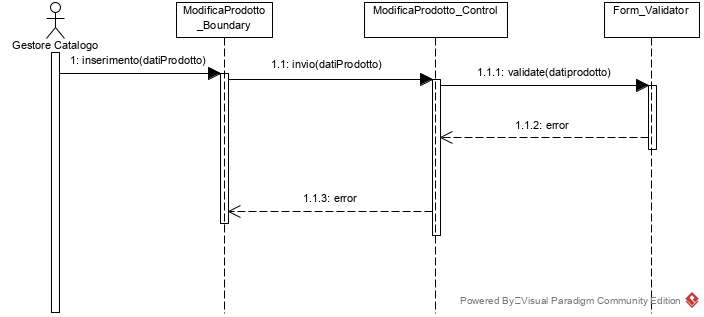 ModificaProdotto
_Boundary
ModificaProdotto_Control
Form_Validator
Gestore Catalogo
1: inserimento(datiProdotto)
1.1: invio(datiProdotto)
1.1.1: validate(datiprodotto)
1.1.2: error
1.1.3: error
Powered By Visual Paradigm Community Edition